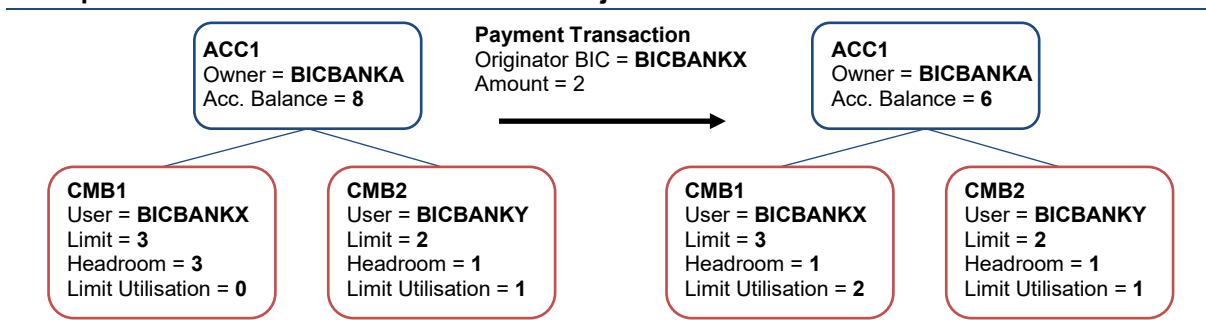 ACC1
Owner = BICBANKA
Acc. Balance = 8
Payment Transaction
Originator BIC = BICBANKX
Amount = 2
ACC1
Owner = BICBANKA
Acc. Balance = 6
CMB1
User = BICBANKX
Limit = 3
Headroom = 3
Limit Utilisation = 0
CMB2
User = BICBANKY
Limit = 2
Headroom = 1
Limit Utilisation = 1
CMB1
User = BICBANKX
Limit = 3
Headroom = 1
Limit Utilisation = 2
CMB2
User = BICBANKY
Limit = 2
Headroom = 1
Limit Utilisation = 1